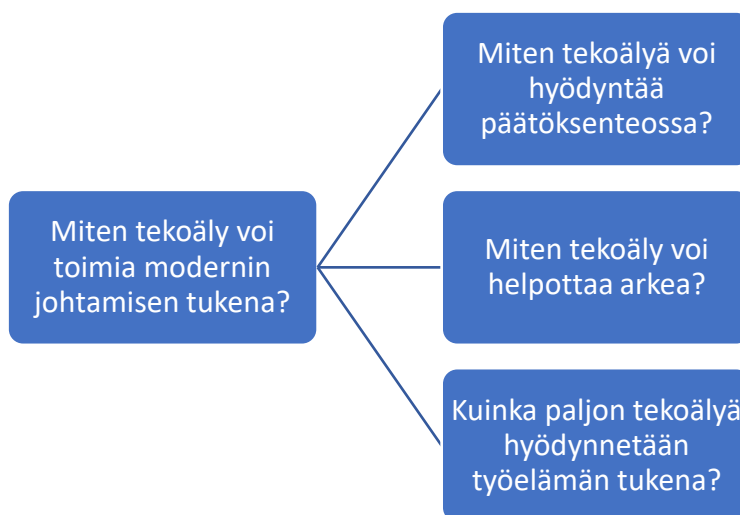 Miten tekoäly voi
toimia modernin
johtamisen tukena?
Miten tekoälyä voi
hyödyntää
päätöksenteossa?
Miten tekoäly voi
helpottaa arkea?
Kuinka paljon tekoälyä
hyödynnetään
työelämän tukena?